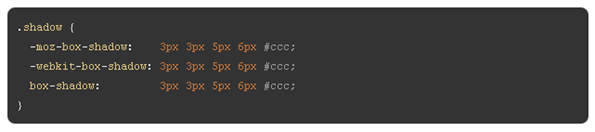 .shadow {
-moz-box-shadow: 3px 3px 5px 6px #ccc;
-webkit-box-shadow: 3px 3px 5px 6px #ccc;
box-shadow: 3px 3px 5px 6px #ccc;
}